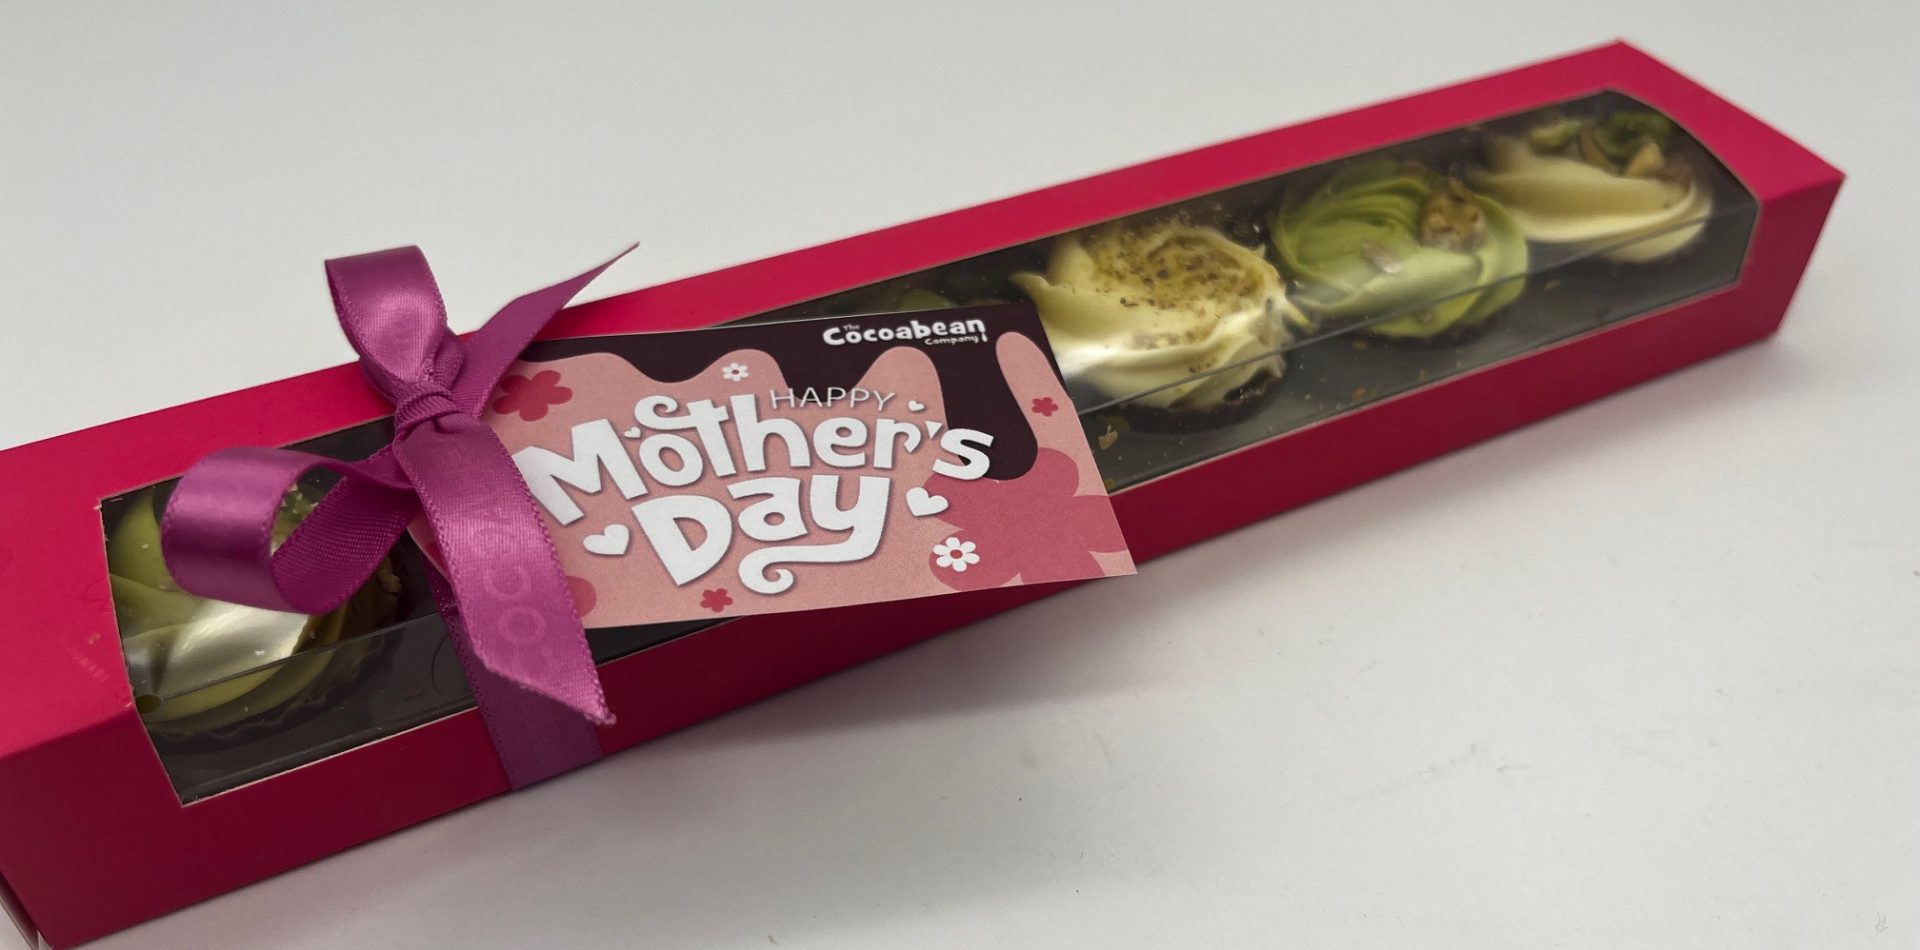 The
Cocoabean
Company
HAPPY
Mother's
Day